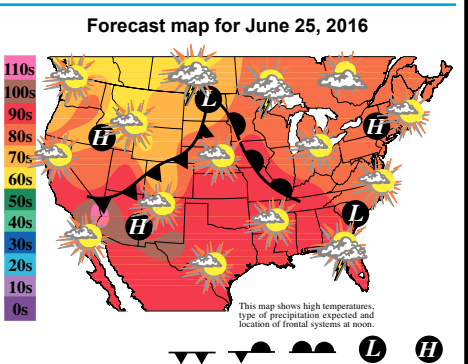 Forecast map for June 25, 2016
110s
100s
90s
80s
70s
60s
50s
40s
30s
20s
10s
0s
L
H
H
H
L
This map shows high temperatures,
type of precipitation expected and
location of frontal systems at noon.
L H